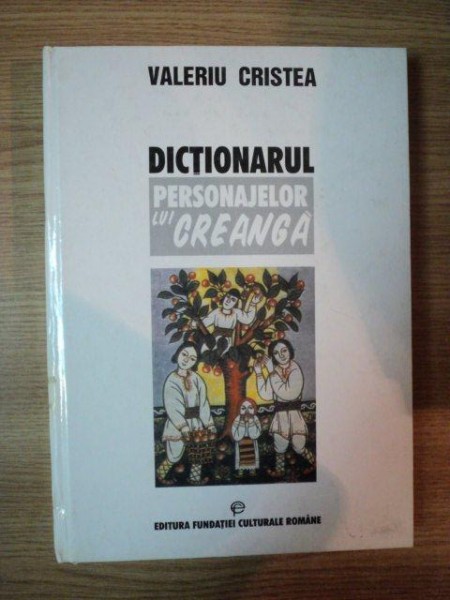 VALERIU CRISTEA
DICȚIONARUL
PERSONAJELOR
LUI CREANGĂ
EDITURA FUNDAȚIEI CULTURALE ROMÂNE